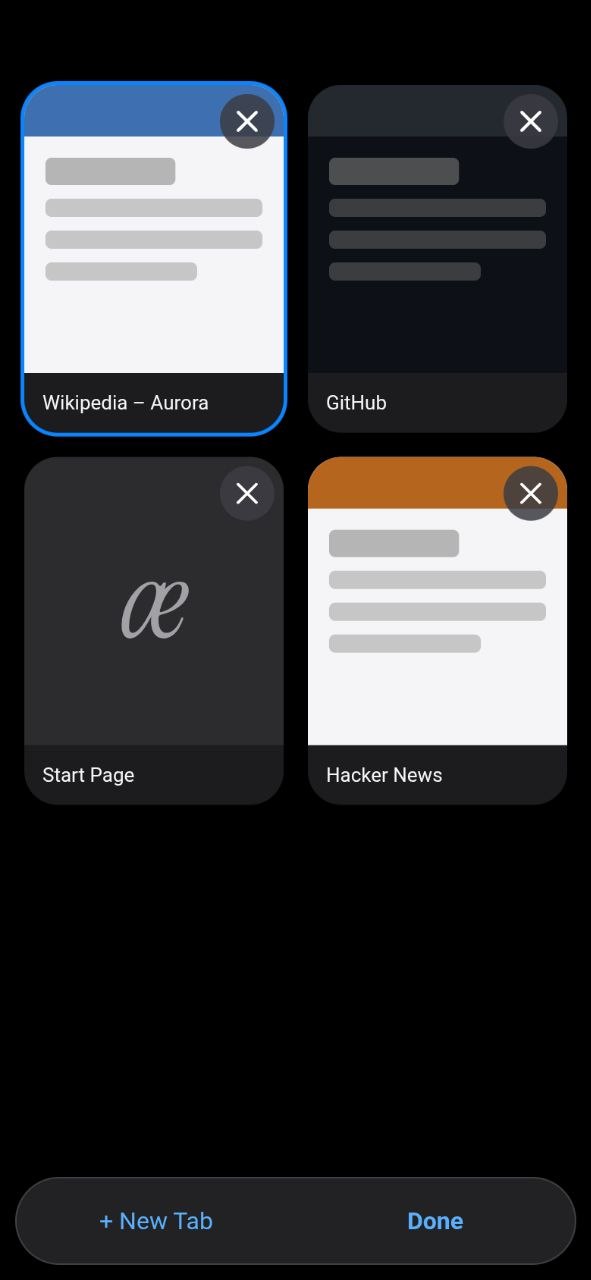 Wikipedia – Aurora
GitHub
æ
Start Page
Hacker News
+ New Tab
Done